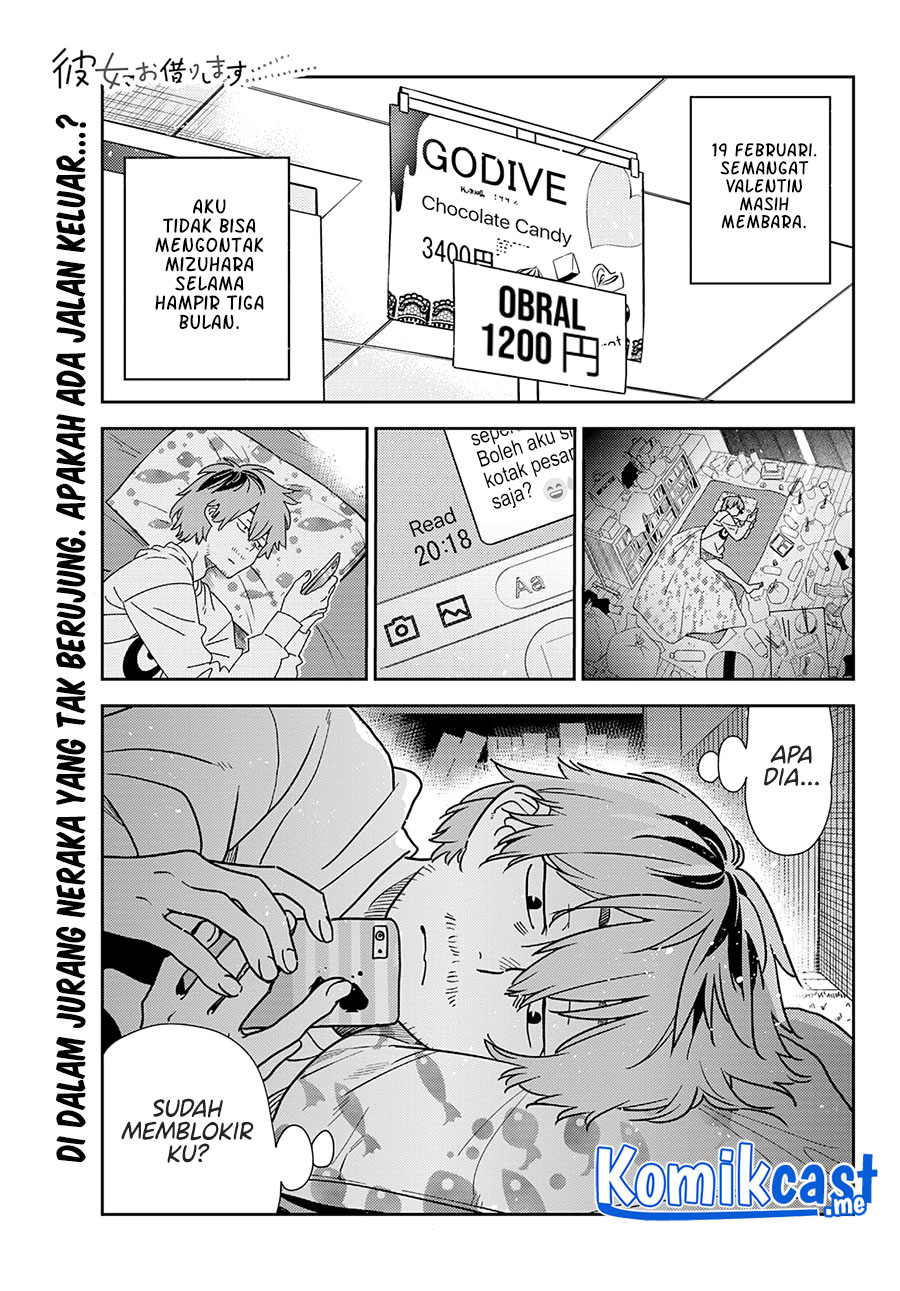 彼女、お借りします
DI DALAM JURANG NERAKA YANG TAK BERUJUNG. APAKAH ADA JALAN KELUAR...?
19 FEBRUARI.
SEMANGAT
VALENTIN
MASIH
MEMBARA.
GODIVE
Chocolate Candy
3400円
OBRAL
1200 円
AKU
TIDAK BISA
MENGONTAK
MIZUHARA
SELAMA
HAMPIR TIGA
BULAN.
Boleh aku
kotak pesan
saja?
Read
20:18
Aa
APA
DIA...
SUDAH
MEMBLOKIR
KU?
Komikcast
.me